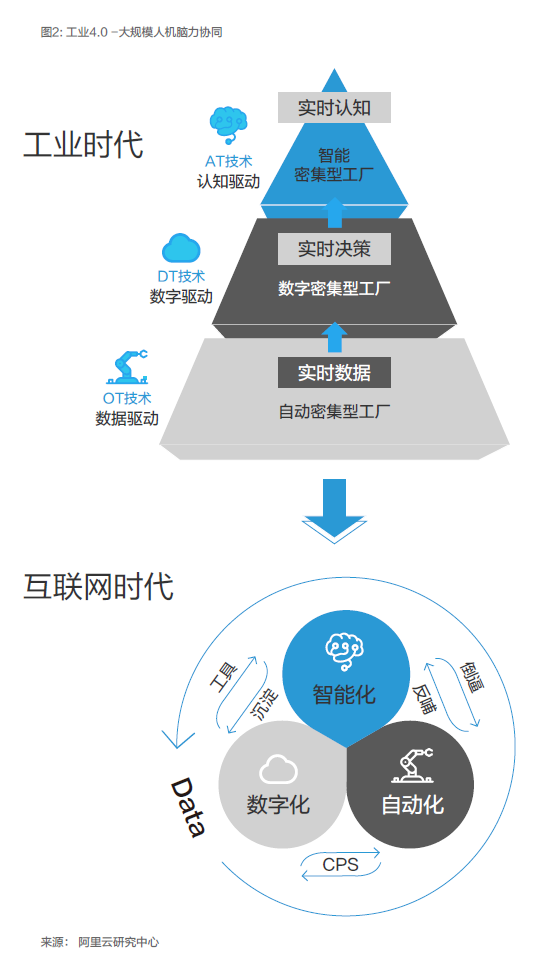 图2: 工业4.0 –大规模人机脑力协同
工业时代
实时认知
智能
密集型工厂
AT技术
认知驱动
实时决策
数字密集型工厂
DT技术
数字驱动
实时数据
自动密集型工厂
OT技术
数据驱动
互联网时代
智能化
工具
沉淀
倒逼
反哺
数字化
自动化
Data
CPS
来源： 阿里云研究中心